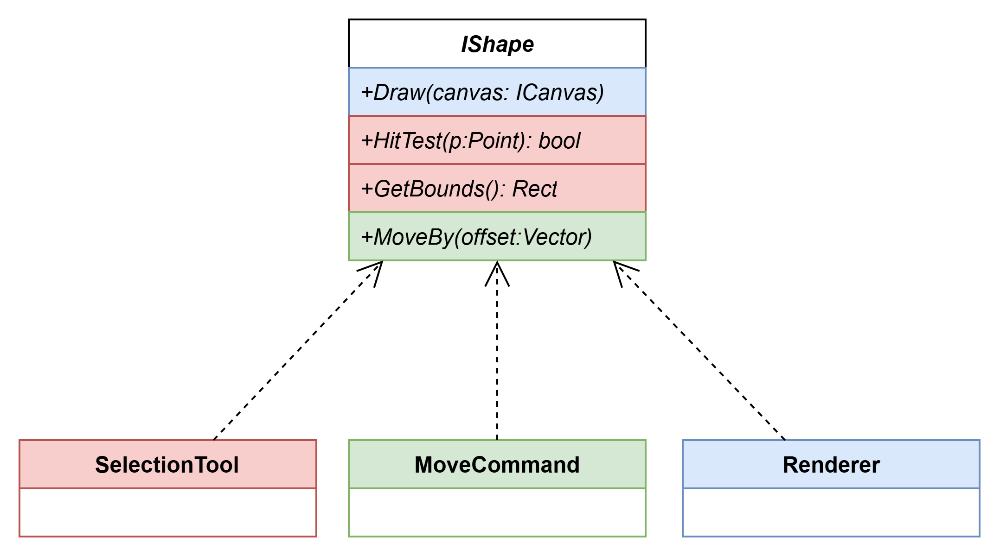 IShape
+Draw(canvas: ICanvas)
+HitTest(p:Point): bool
+GetBounds(): Rect
+MoveBy(offset:Vector)
SelectionTool
MoveCommand
Renderer